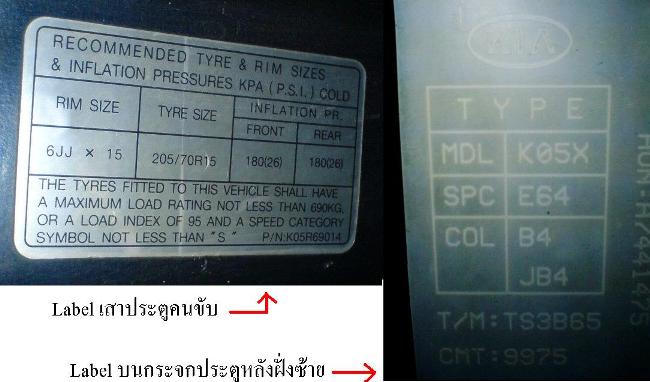 RECOMMENDED TYRE & RIM SIZES
& INFLATION PRESSURES KPA (P.S.I.) COLD
RIM SIZE TYRE SIZE INFLATION PR.
FRONT REAR
6JJ × 15 205/70R15 180(26) 180(26)
THE TYRES FITTED TO THIS VEHICLE SHALL HAVE
A MAXIMUM LOAD RATING NOT LESS THAN 690KG,
OR A LOAD INDEX OF 95 AND A SPEED CATEGORY
SYMBOL NOT LESS THAN "S" P/N:K05R69014
Label เสาประตูคนขับ
Label บนกระจกประตูหลังฝั่งซ้าย
KIA
TYPE
MDL K05X
SPC E64
COL B4
JB4
T/M:TS3B65
CMT:9975